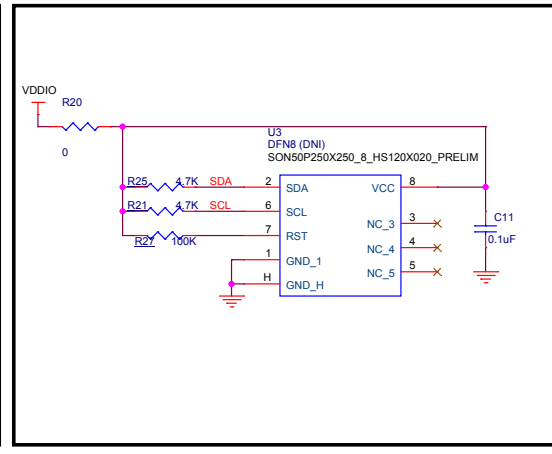 VDDIO
R20
0
U3
DFN8 (DNI)
SON50P250X250_8_HS120X020_PRELIM
R25 4.7K SDA 2 SDA VCC 8
R21 4.7K SCL 6 SCL NC_3 3
R27 100K 7 RST NC_4 4
1 GND_1 NC_5 5
H GND_H
C11
0.1uF